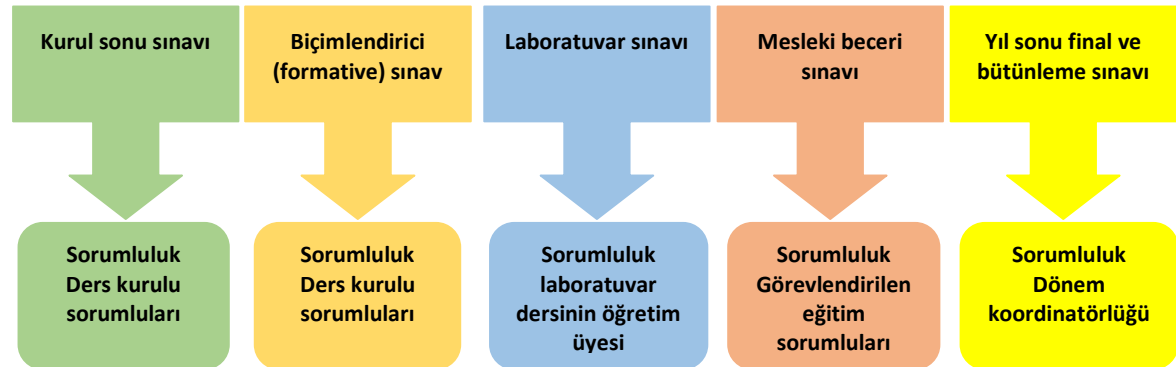 Kurul sonu sınavı
Biçimlendirici
(formative) sınav
Laboratuvar sınavı
Mesleki beceri
sınavı
Yıl sonu final ve
bütünleme sınavı
Sorumluluk
Ders kurulu
sorumluları
Sorumluluk
Ders kurulu
sorumluları
Sorumluluk
laboratuvar
dersinin öğretim
üyesi
Sorumluluk
Görevlendirilen
eğitim
sorumluları
Sorumluluk
Dönem
koordinatörlüğü